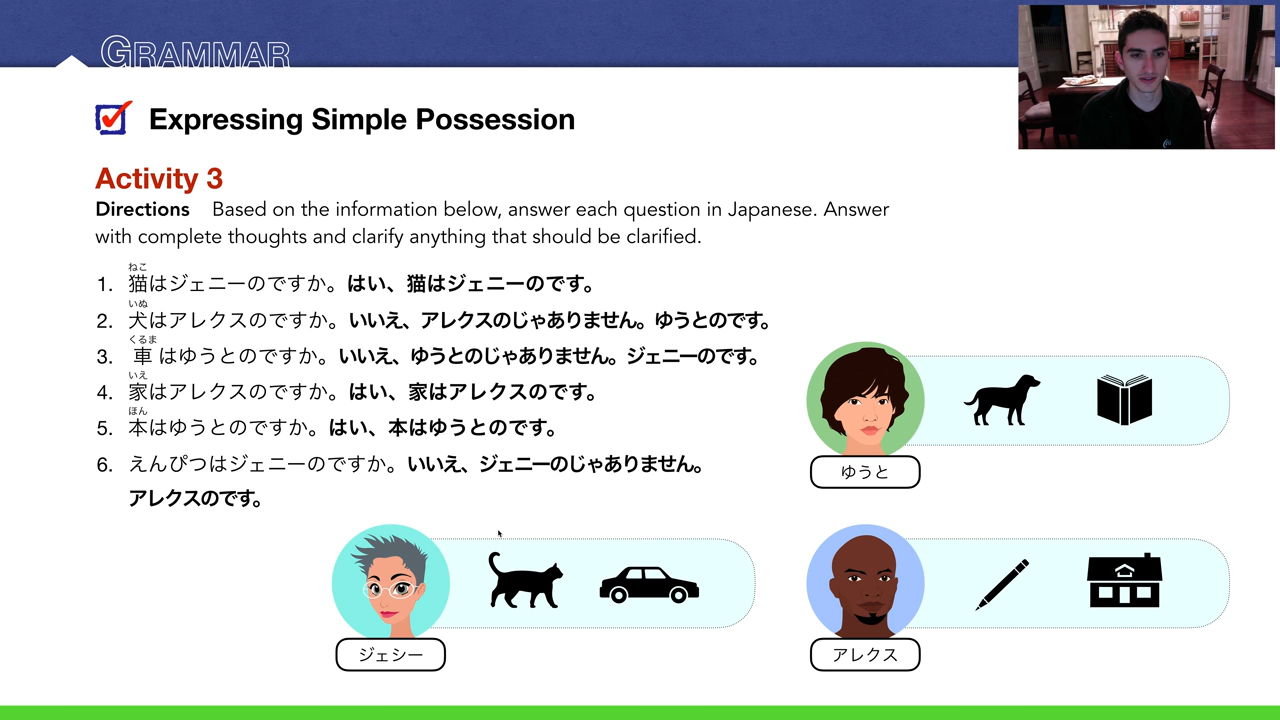 GRAMMAR
Expressing Simple Possession
Activity 3
Directions Based on the information below, answer each question in Japanese. Answer
with complete thoughts and clarify anything that should be clarified.
ねこ
1. 猫はジェニーのですか。はい、猫はジェニーのです。
いぬ
2. 犬はアレクスのですか。いいえ、アレクスのじゃありません。ゆうとのです。
くるま
3. 車はゆうとのですか。いいえ、ゆうとのじゃありません。ジェニーのです。
いえ
4. 家はアレクスのですか。はい、家はアレクスのです。
ほん
5. 本はゆうとのですか。はい、本はゆうとのです。
6. えんぴつはジェニーのですか。いいえ、ジェニーのじゃありません。
アレクスのです。
ゆうと
ジェシー
アレクス